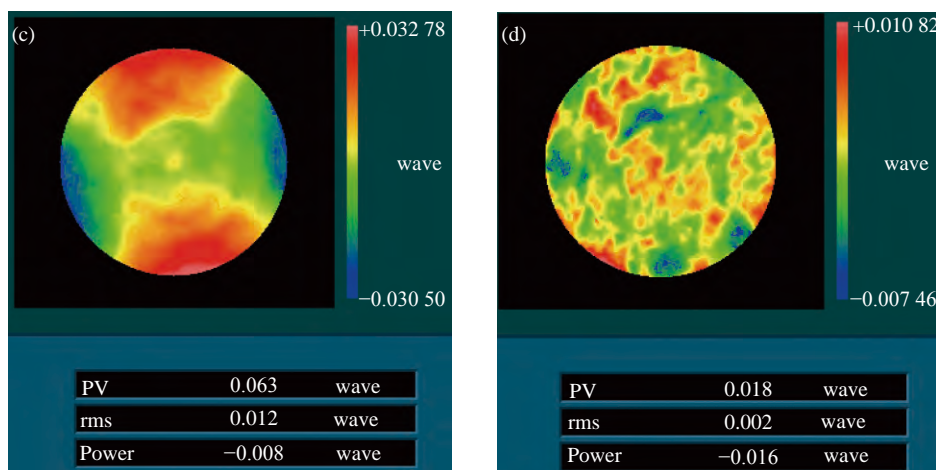 (c)
+0.032 78
wave
−0.030 50
PV 0.063 wave
rms 0.012 wave
Power −0.008 wave
(d)
+0.010 82
wave
−0.007 46
PV 0.018 wave
rms 0.002 wave
Power −0.016 wave